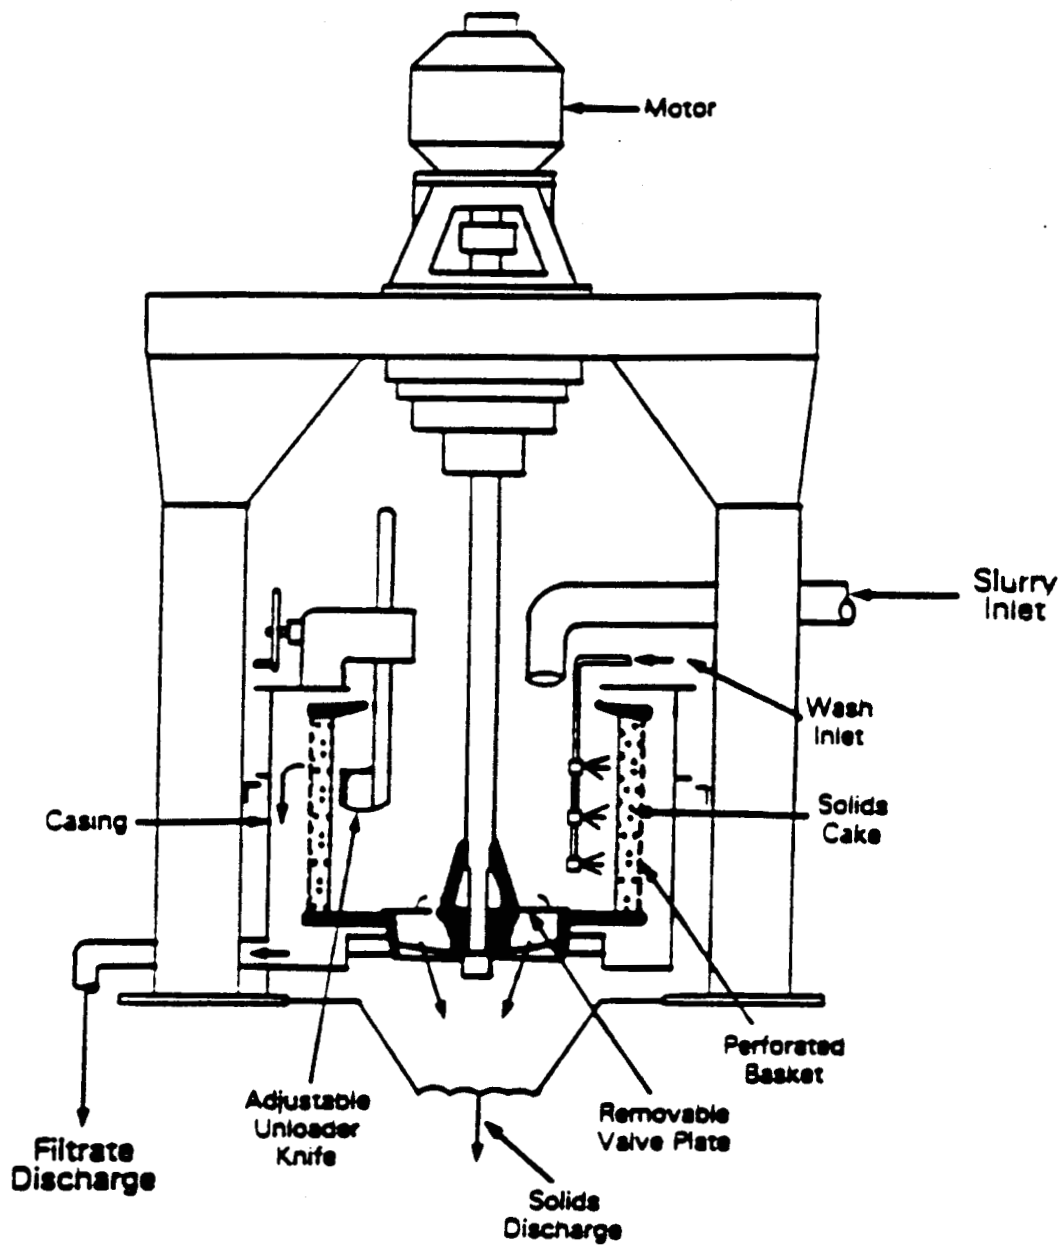 Motor
Slurry
Inlet
Wash
Inlet
Solids
Cake
Casing
Perforated
Basket
Adjustable
Unloader
Knife
Removable
Valve Plate
Filtrate
Discharge
Solids
Discharge